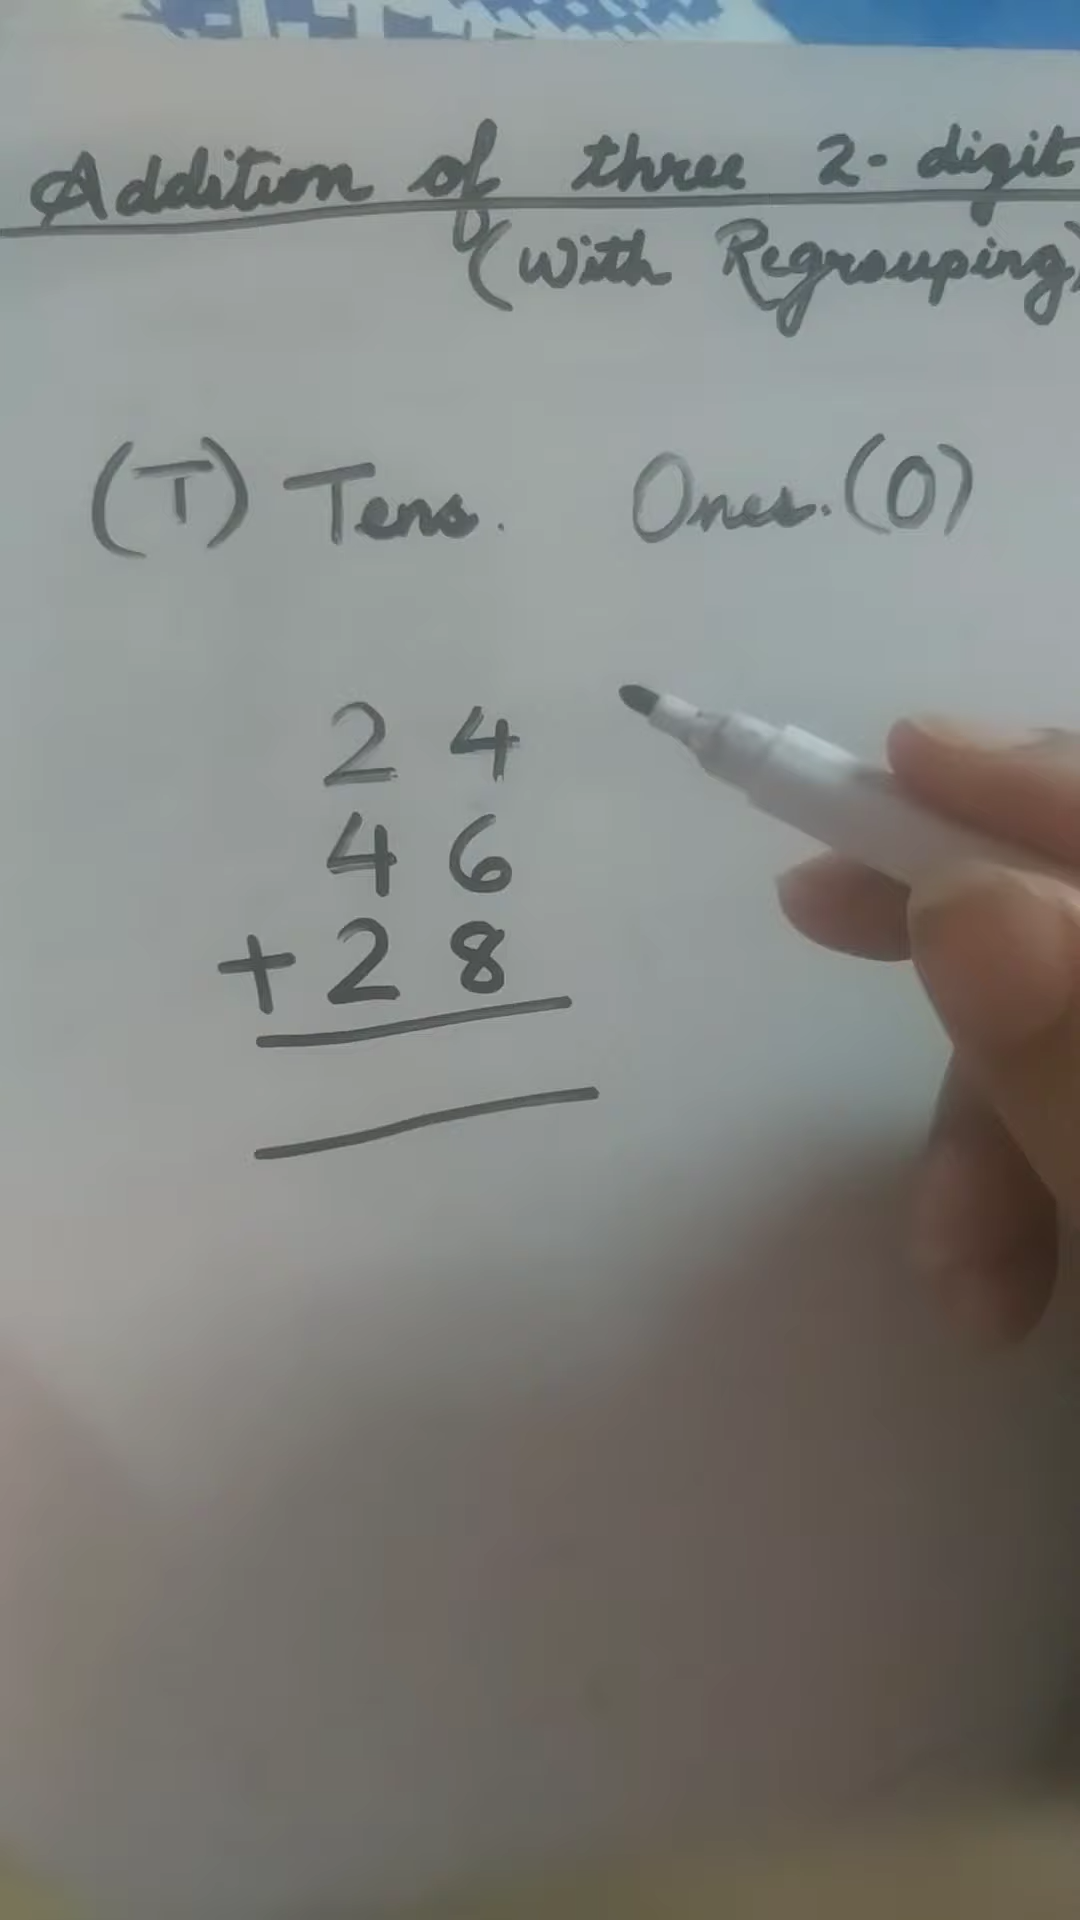 Addition of three 2-digit
(With Regrouping)
(T) Tens. Ones. (O)
2 4
4 6
+ 2 8